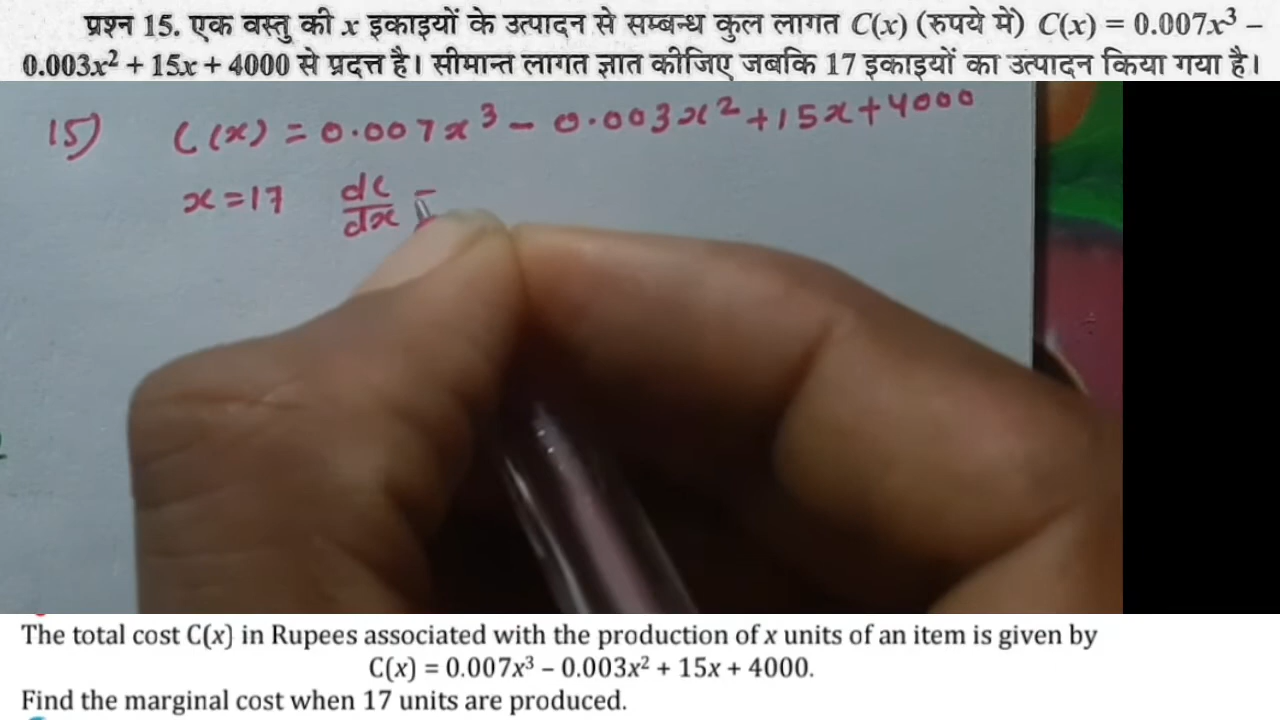 प्रश्न 15. एक वस्तु की x इकाइयों के उत्पादन से सम्बन्ध कुल लागत C(x) (रुपये में) C(x) = 0.007x³ –
0.003x² + 15x + 4000 से प्रदत्त है। सीमान्त लागत ज्ञात कीजिए जबकि 17 इकाइयों का उत्पादन किया गया है।
15) C(x) = 0.007x³ - 0.003x² + 15x + 4000
x = 17 dc/dx =
The total cost C(x) in Rupees associated with the production of x units of an item is given by
C(x) = 0.007x³ – 0.003x² + 15x + 4000.
Find the marginal cost when 17 units are produced.